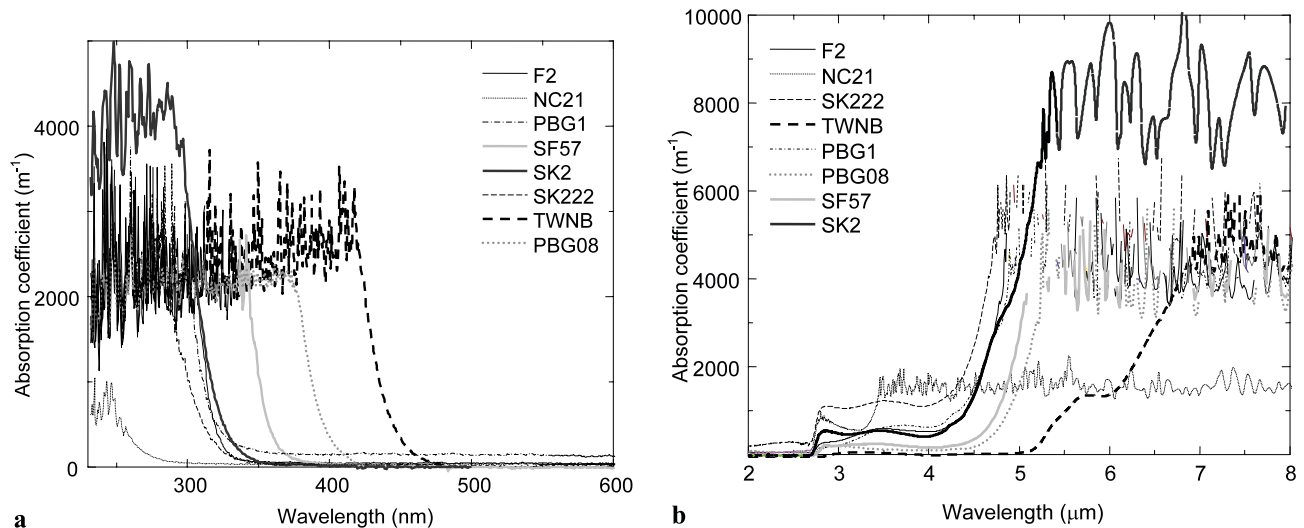 Absorption coefficient (m-1)
4000
2000
0
300
400
500
600
Wavelength (nm)
F2
NC21
PBG1
SF57
SK2
SK222
TWNB
PBG08
a
Absorption coefficient (m-1)
10000
8000
6000
4000
2000
2
3
4
5
6
7
8
Wavelength (μm)
F2
NC21
SK222
TWNB
PBG1
PBG08
SF57
SK2
b